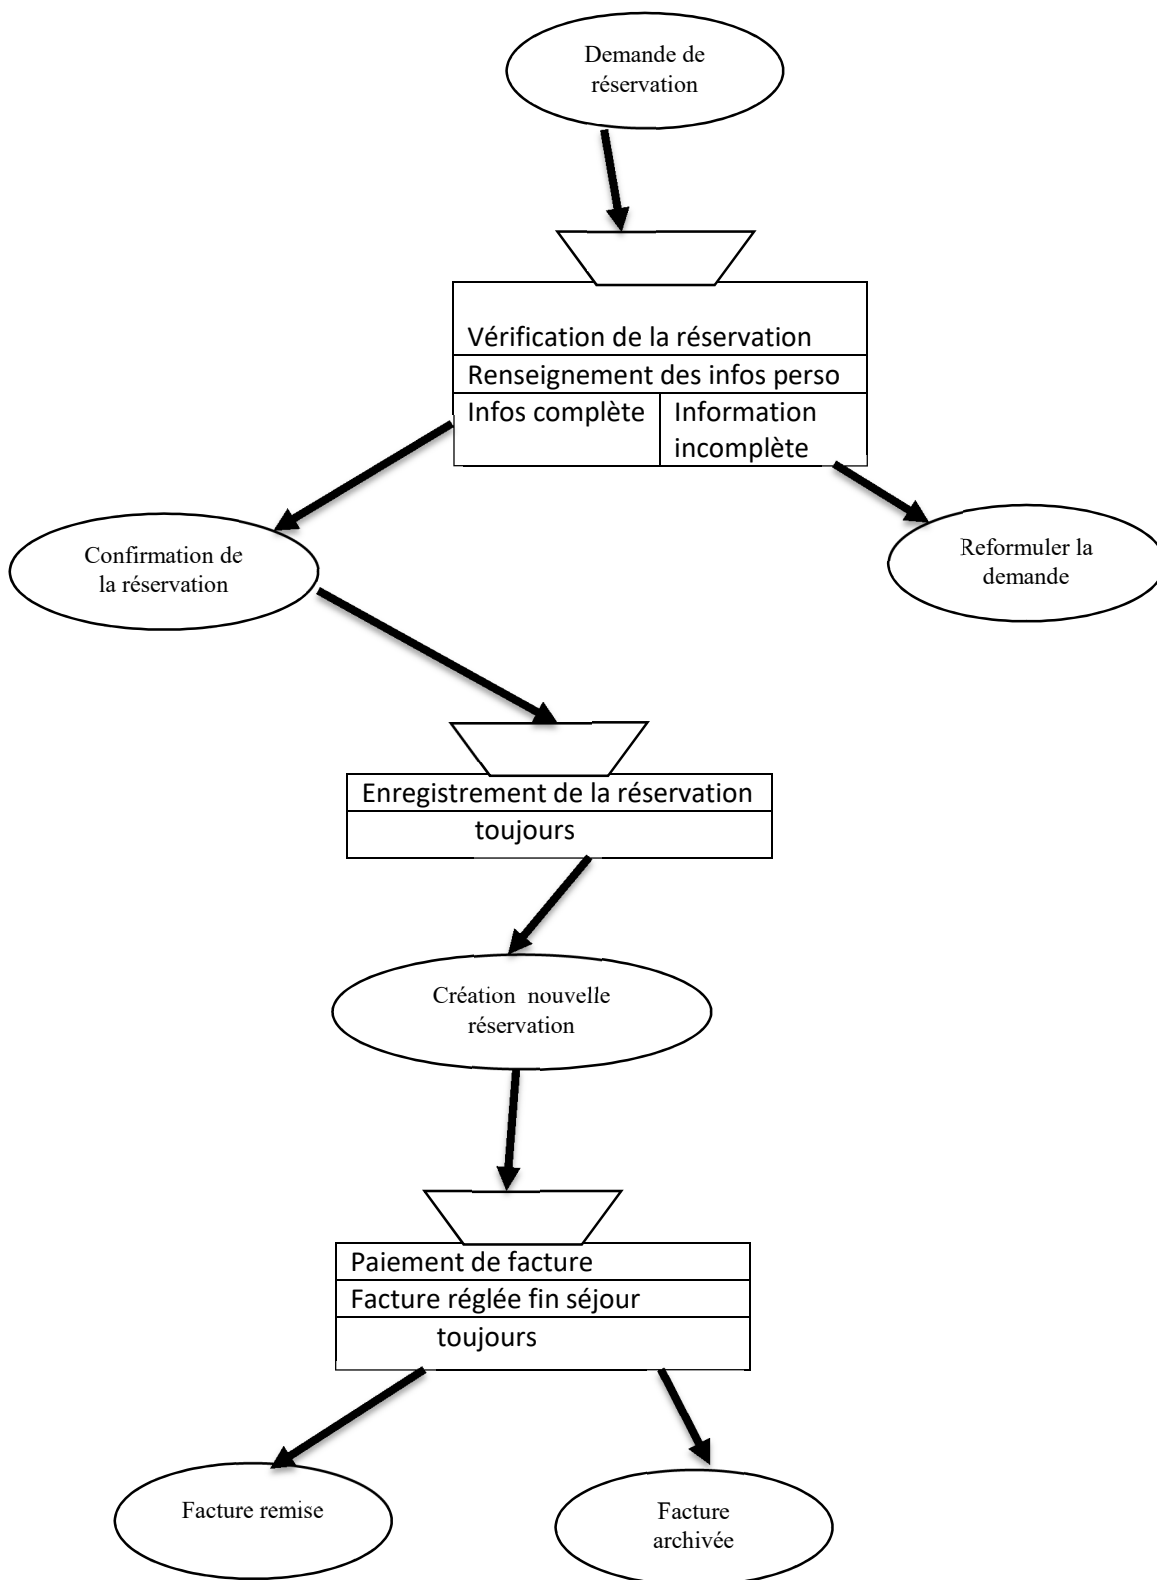 Demande de
réservation
Vérification de la réservation
Renseignement des infos perso
Infos complète
Information
incomplète
Confirmation de
la réservation
Reformuler la
demande
Enregistrement de la réservation
toujours
Création  nouvelle
réservation
Paiement de facture
Facture réglée fin séjour
toujours
Facture remise
Facture
archivée